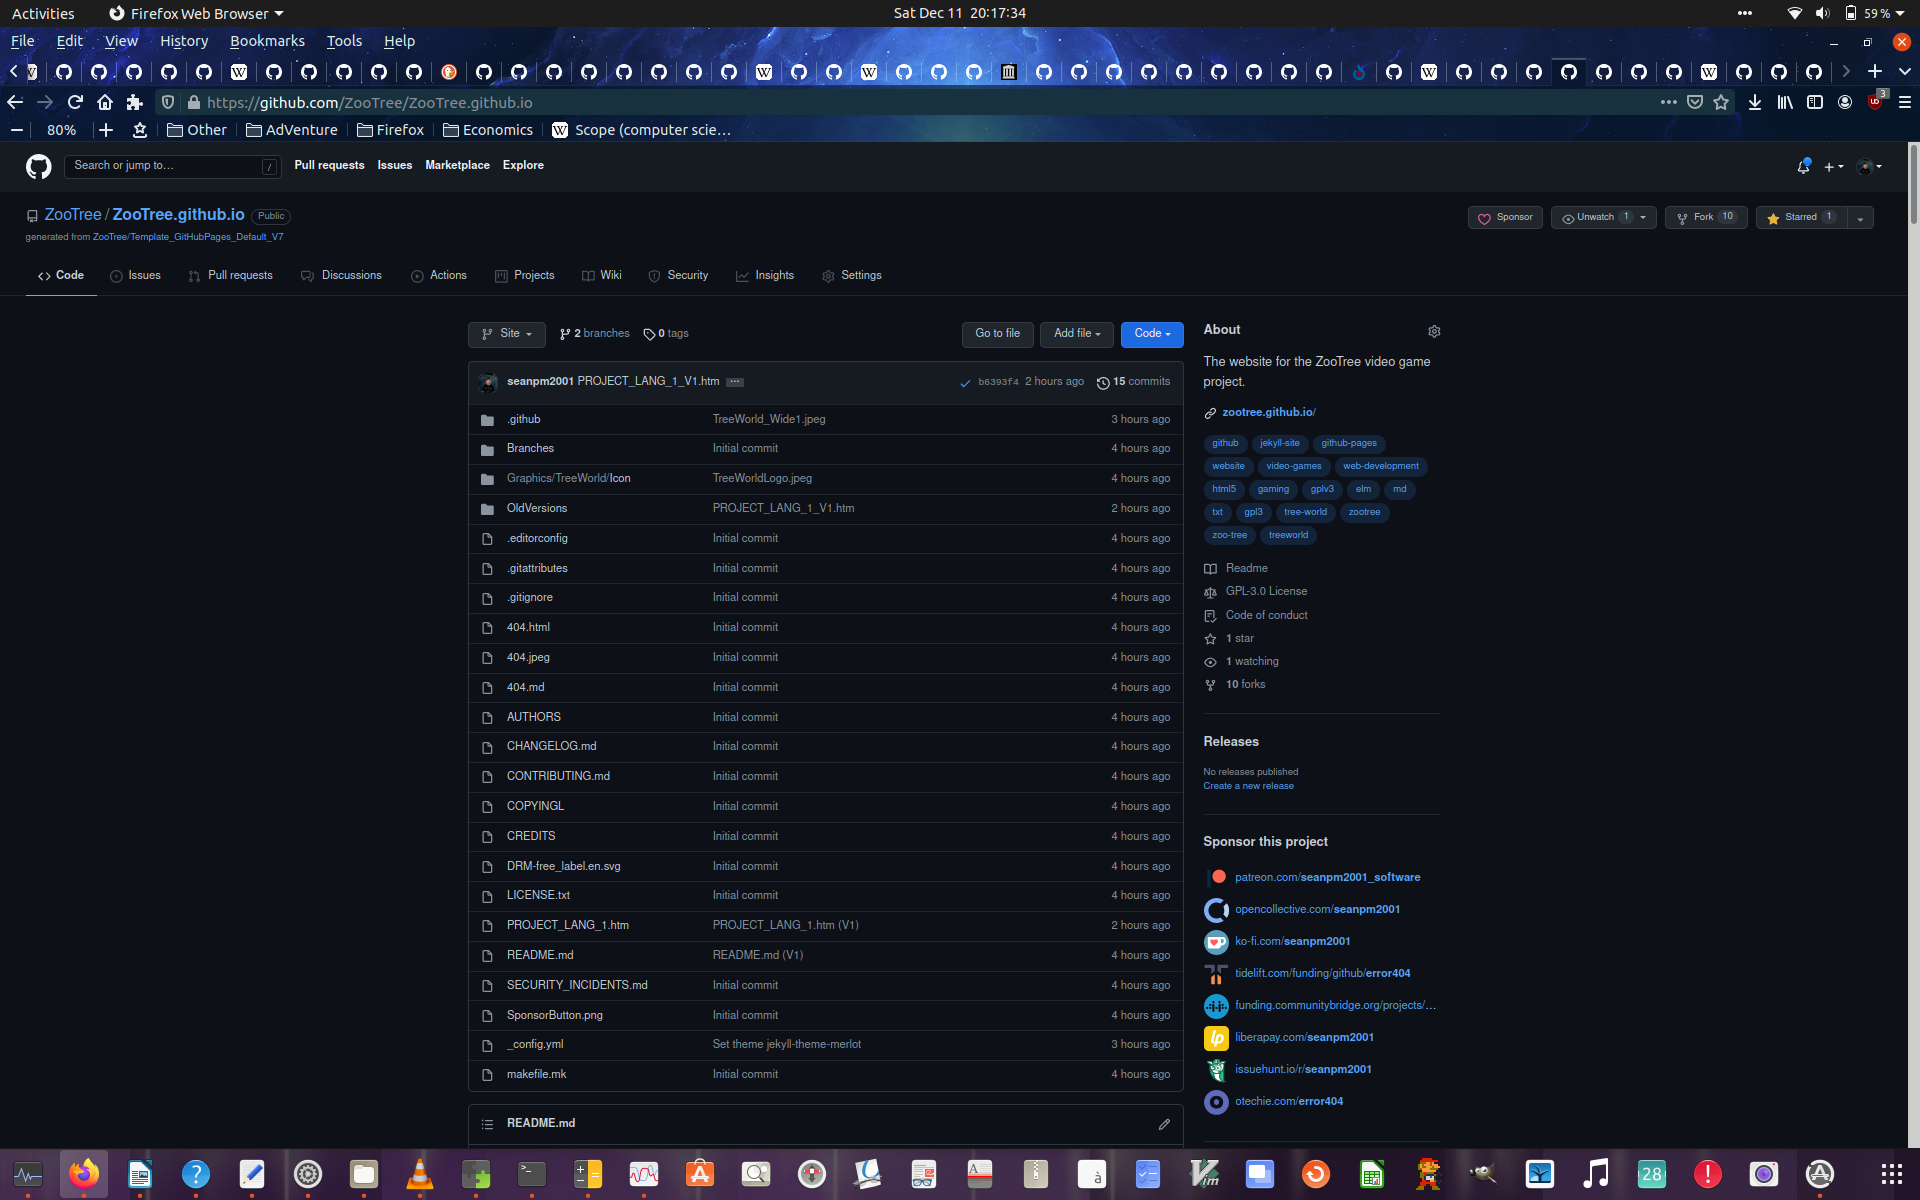 Activities Firefox Web Browser Sat Dec 11 20:17:34 59 %
File Edit View History Bookmarks Tools Help
https://github.com/ZooTree/ZooTree.github.io 3
80% Other AdVenture Firefox Economics Scope (computer scie…
Search or jump to… / Pull requests Issues Marketplace Explore
ZooTree / ZooTree.github.io Public Sponsor Unwatch 1 Fork 10 Starred 1
generated from ZooTree/Template_GitHubPages_Default_V7
Code Issues Pull requests Discussions Actions Projects Wiki Security Insights Settings
Site 2 branches 0 tags Go to file Add file Code
seanpm2001 PROJECT_LANG_1_V1.htm … b6393f4 2 hours ago 15 commits
.github TreeWorld_Wide1.jpeg 3 hours ago
Branches Initial commit 4 hours ago
Graphics/TreeWorld/Icon TreeWorldLogo.jpeg 4 hours ago
OldVersions PROJECT_LANG_1_V1.htm 2 hours ago
.editorconfig Initial commit 4 hours ago
.gitattributes Initial commit 4 hours ago
.gitignore Initial commit 4 hours ago
404.html Initial commit 4 hours ago
404.jpeg Initial commit 4 hours ago
404.md Initial commit 4 hours ago
AUTHORS Initial commit 4 hours ago
CHANGELOG.md Initial commit 4 hours ago
CONTRIBUTING.md Initial commit 4 hours ago
COPYINGL Initial commit 4 hours ago
CREDITS Initial commit 4 hours ago
DRM-free_label.en.svg Initial commit 4 hours ago
LICENSE.txt Initial commit 4 hours ago
PROJECT_LANG_1.htm PROJECT_LANG_1.htm (V1) 2 hours ago
README.md README.md (V1) 4 hours ago
SECURITY_INCIDENTS.md Initial commit 4 hours ago
SponsorButton.png Initial commit 4 hours ago
_config.yml Set theme jekyll-theme-merlot 3 hours ago
makefile.mk Initial commit 4 hours ago
README.md
About
The website for the ZooTree video game
project.
zootree.github.io/
github jekyll-site github-pages
website video-games web-development
html5 gaming gplv3 elm md
txt gpl3 tree-world zootree
zoo-tree treeworld
Readme
GPL-3.0 License
Code of conduct
1 star
1 watching
10 forks
Releases
No releases published
Create a new release
Sponsor this project
patreon.com/seanpm2001_software
opencollective.com/seanpm2001
ko-fi.com/seanpm2001
tidelift.com/funding/github/error404
funding.communitybridge.org/projects/…
lp liberapay.com/seanpm2001
issuehunt.io/r/seanpm2001
otechie.com/error404
28